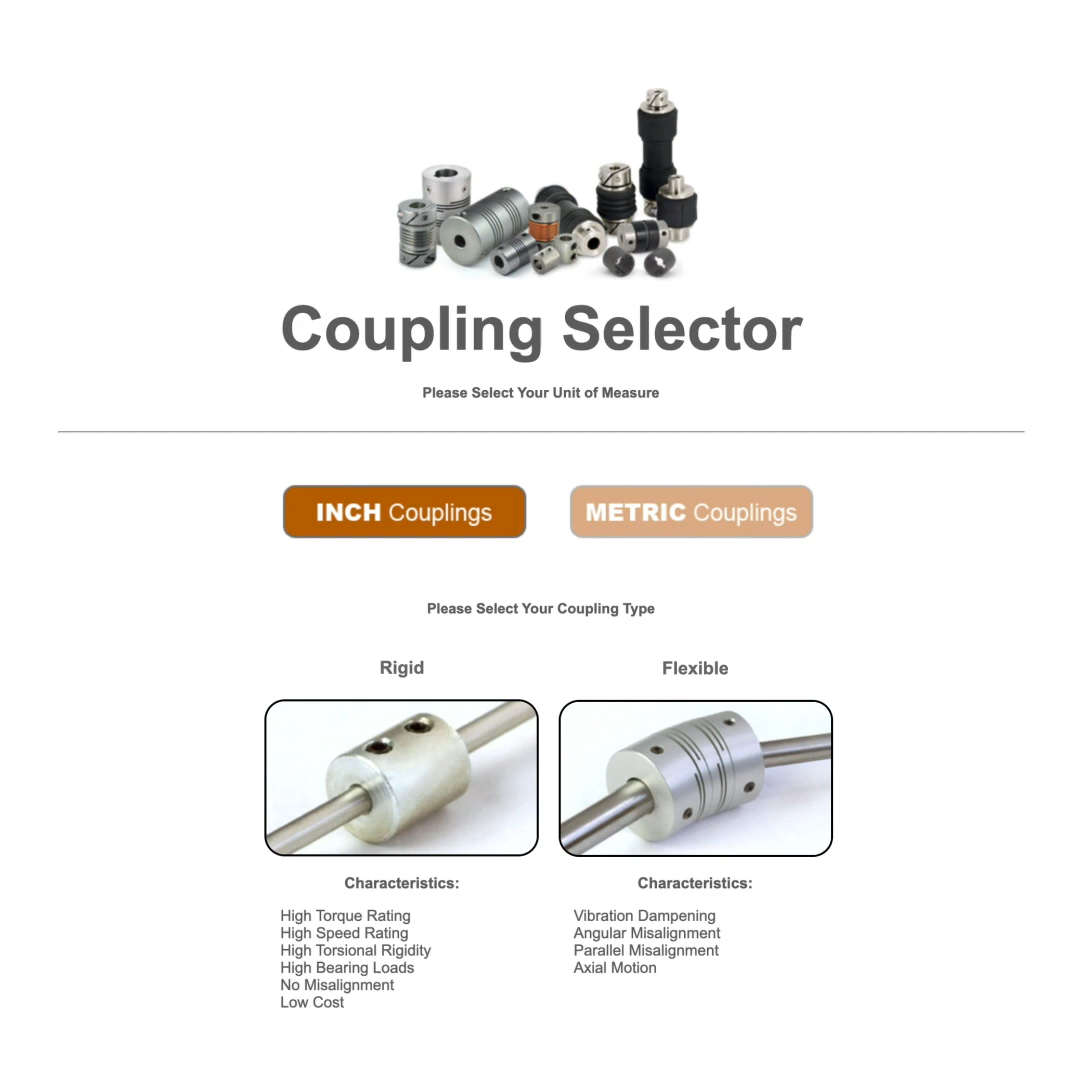 Coupling Selector
Please Select Your Unit of Measure
INCH Couplings
METRIC Couplings
Please Select Your Coupling Type
Rigid
Flexible
Characteristics:
High Torque Rating
High Speed Rating
High Torsional Rigidity
High Bearing Loads
No Misalignment
Low Cost
Characteristics:
Vibration Dampening
Angular Misalignment
Parallel Misalignment
Axial Motion